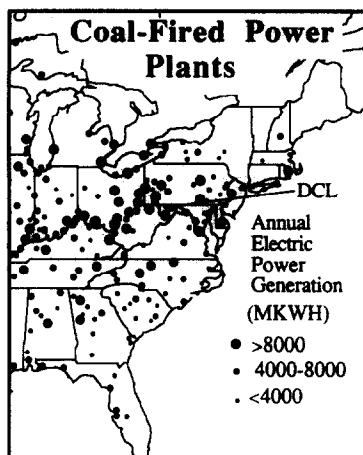 Coal-Fired Power
Plants
DCL
Annual
Electric
Power
Generation
(MKWH)
>8000
4000-8000
<4000